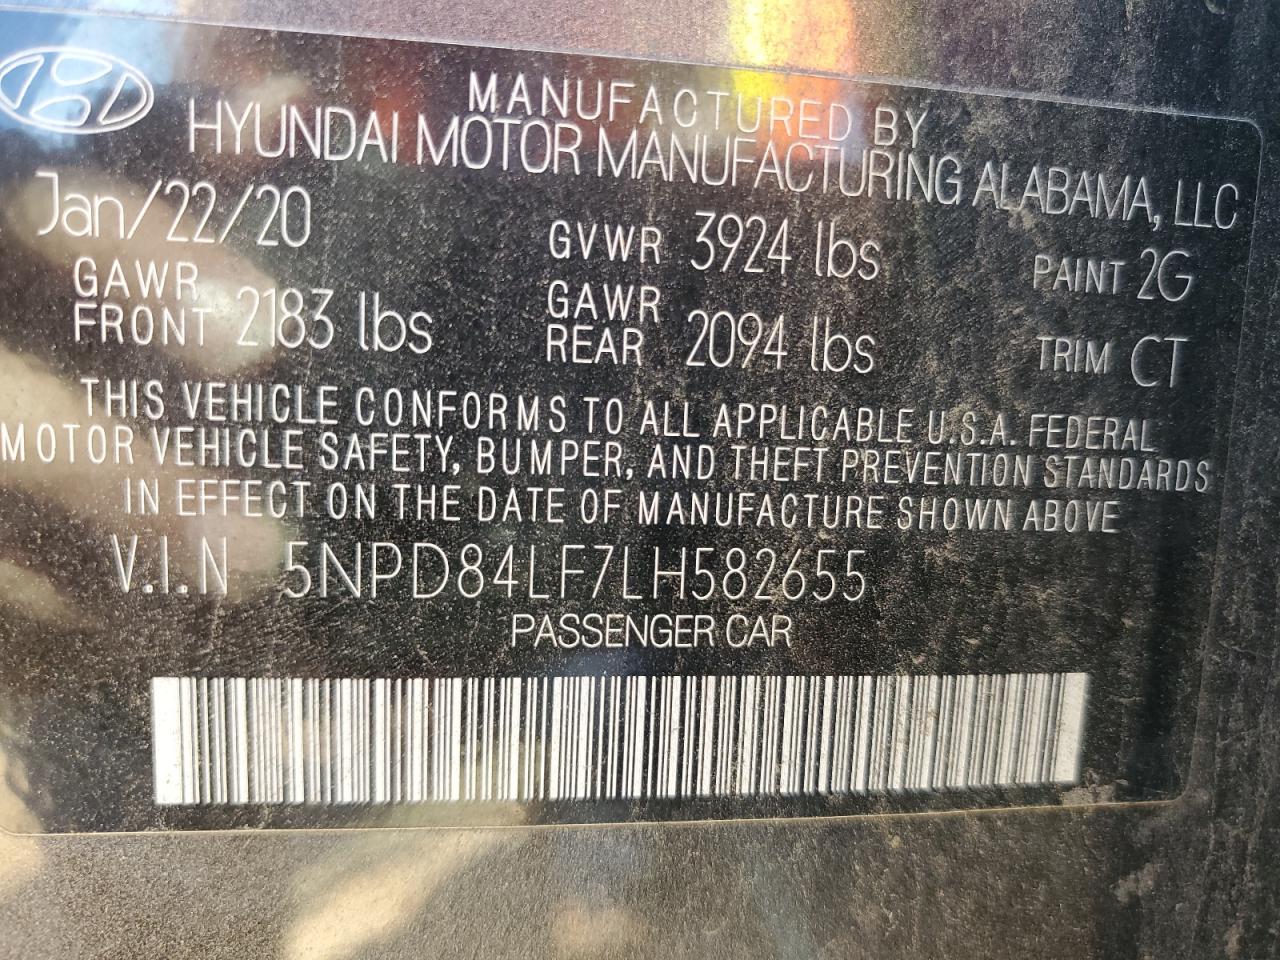 MANUFACTURED BY
HYUNDAI MOTOR MANUFACTURING ALABAMA, LLC
Jan/22/20 GVWR 3924 lbs PAINT 2G
GAWR FRONT 2183 lbs GAWR REAR 2094 lbs TRIM CT
THIS VEHICLE CONFORMS TO ALL APPLICABLE U.S.A. FEDERAL
MOTOR VEHICLE SAFETY, BUMPER, AND THEFT PREVENTION STANDARDS
IN EFFECT ON THE DATE OF MANUFACTURE SHOWN ABOVE
V.I.N 5NPD84LF7LH582655
PASSENGER CAR